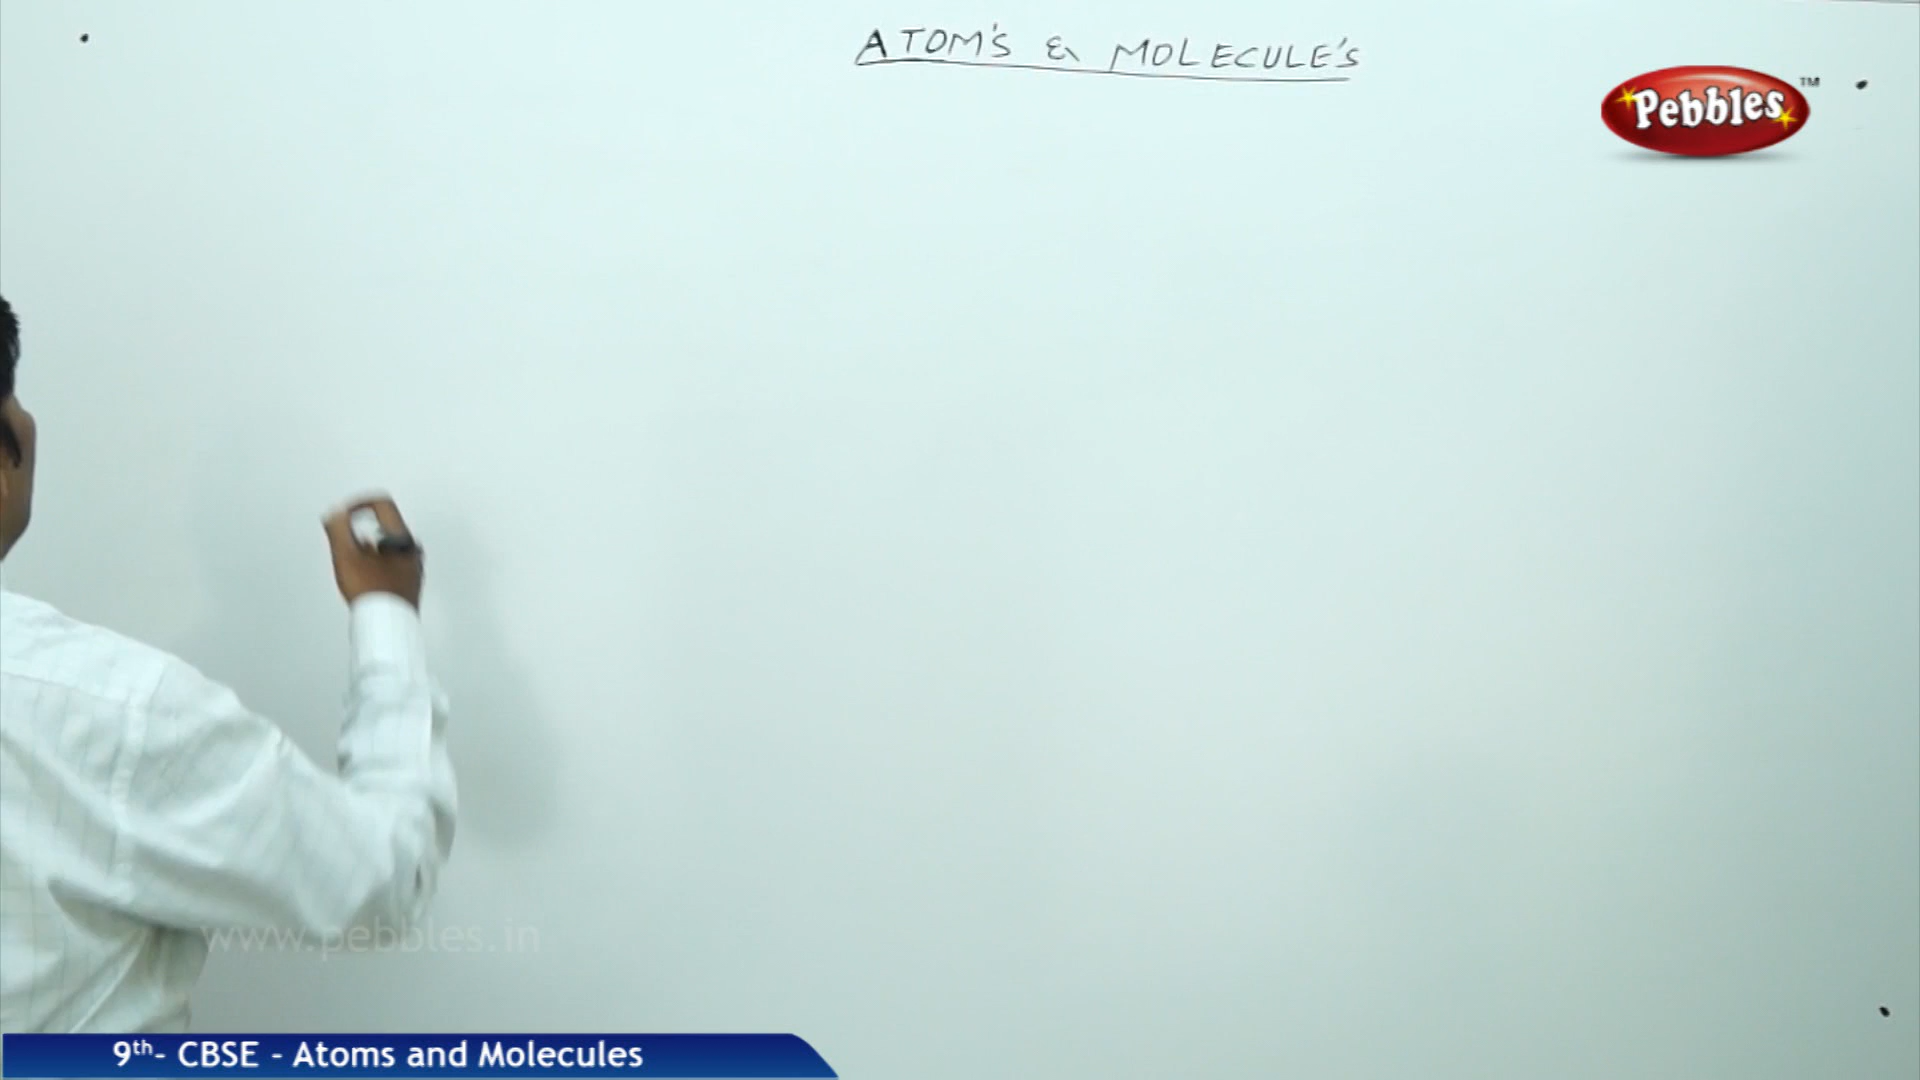 ATOM'S & MOLECULE'S
Pebbles TM
www.pebbles.in
9th- CBSE - Atoms and Molecules